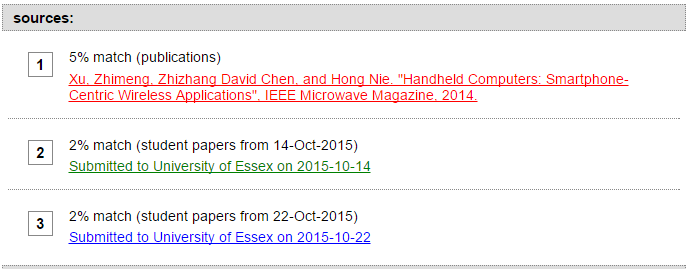 sources:
1
5% match (publications)
Xu, Zhimeng, Zhizhang David Chen, and Hong Nie. "Handheld Computers: Smartphone-
Centric Wireless Applications", IEEE Microwave Magazine, 2014.
2
2% match (student papers from 14-Oct-2015)
Submitted to University of Essex on 2015-10-14
3
2% match (student papers from 22-Oct-2015)
Submitted to University of Essex on 2015-10-22